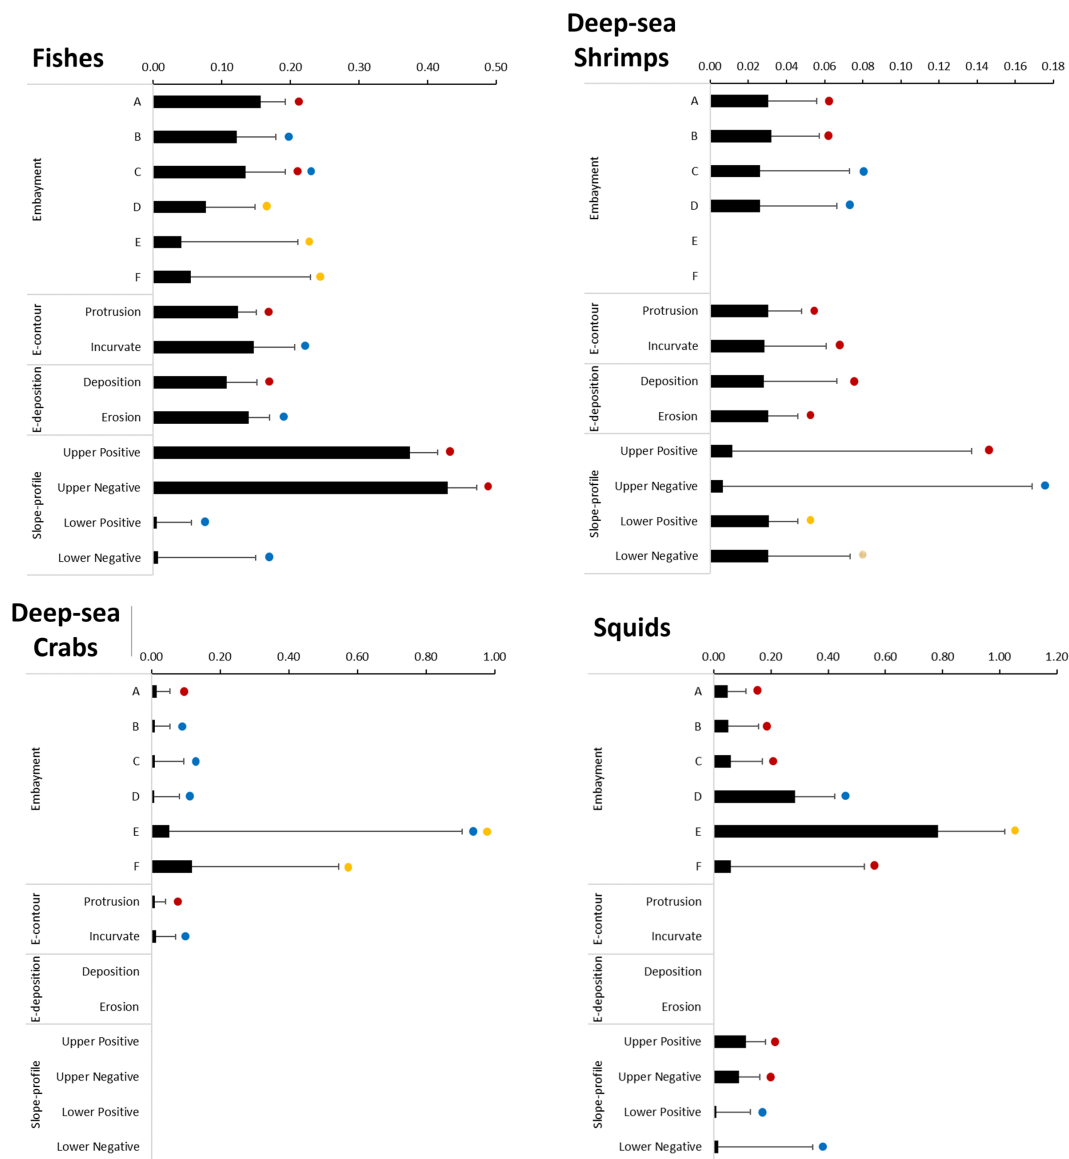 Fishes
0.00 0.10 0.20 0.30 0.40 0.50
Embayment
A
B
C
D
E
F
E-contour
Protrusion
Incurvate
E-deposition
Deposition
Erosion
Slope-profile
Upper Positive
Upper Negative
Lower Positive
Lower Negative
Deep-sea
Shrimps
0.00 0.02 0.04 0.06 0.08 0.10 0.12 0.14 0.16 0.18
Embayment
A
B
C
D
E
F
E-contour
Protrusion
Incurvate
E-deposition
Deposition
Erosion
Slope-profile
Upper Positive
Upper Negative
Lower Positive
Lower Negative
Deep-sea
Crabs
0.00 0.20 0.40 0.60 0.80 1.00
Embayment
A
B
C
D
E
F
E-contour
Protrusion
Incurvate
E-deposition
Deposition
Erosion
Slope-profile
Upper Positive
Upper Negative
Lower Positive
Lower Negative
Squids
0.00 0.20 0.40 0.60 0.80 1.00 1.20
Embayment
A
B
C
D
E
F
E-contour
Protrusion
Incurvate
E-deposition
Deposition
Erosion
Slope-profile
Upper Positive
Upper Negative
Lower Positive
Lower Negative